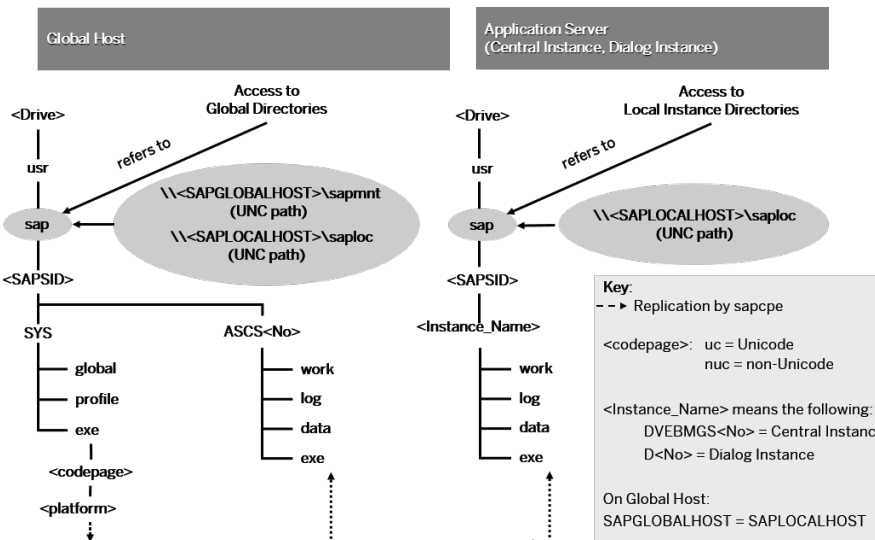 Global Host
Application Server
(Central Instance, Dialog Instance)
Access to
Global Directories
<Drive>
refers to
usr
\\<SAPGLOBALHOST>\sapmnt
(UNC path)
\\<SAPLOCALHOST>\saploc
(UNC path)
sap
<SAPSID>
SYS
ASCS<No>
global
profile
exe
<codepage>
<platform>
work
log
data
exe
Access to
Local Instance Directories
<Drive>
refers to
usr
\\<SAPLOCALHOST>\saploc
(UNC path)
sap
<SAPSID>
<Instance_Name>
work
log
data
exe
Key:
Replication by sapcpe
<codepage>: uc = Unicode
nuc = non-Unicode
<Instance_Name> means the following:
DVEBMGS<No> = Central Instanc
D<No> = Dialog Instance
On Global Host:
SAPGLOBALHOST = SAPLOCALHOST